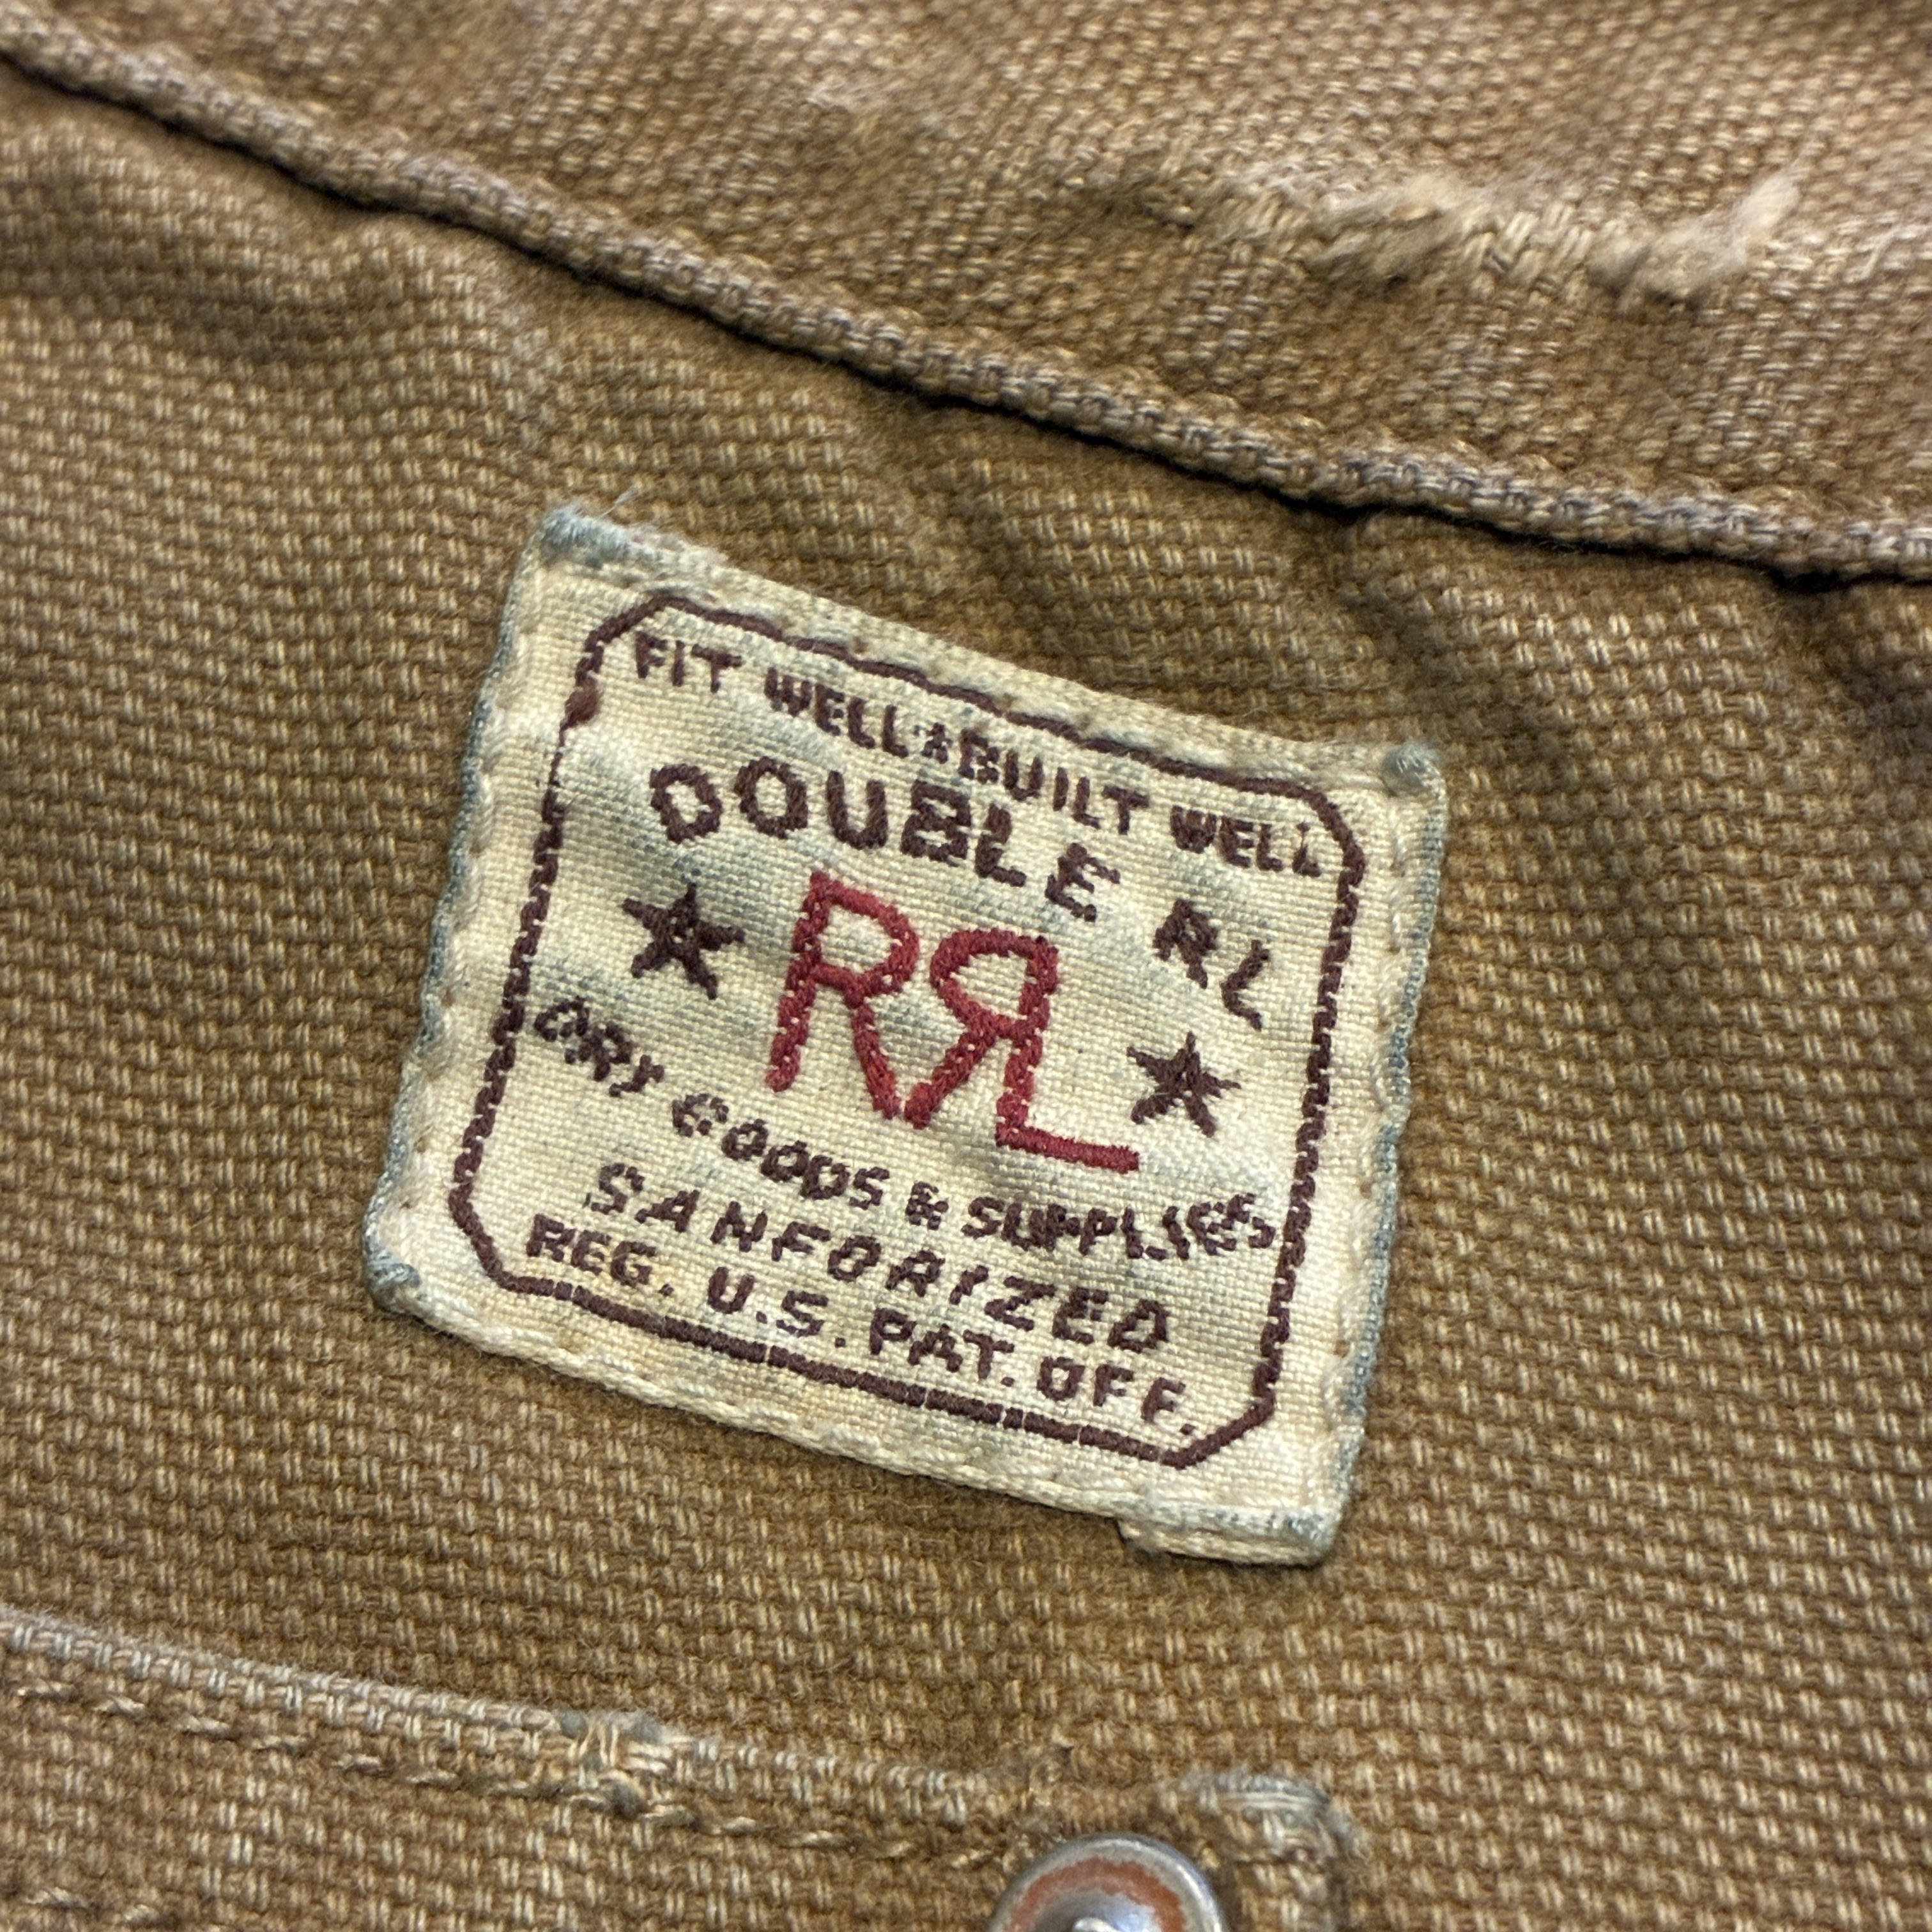 FIT WELL★BUILT WELL
DOUBLE RL
RRL
DRY GOODS & SUPPLIES
SANFORIZED
REG. U.S. PAT. OFF.